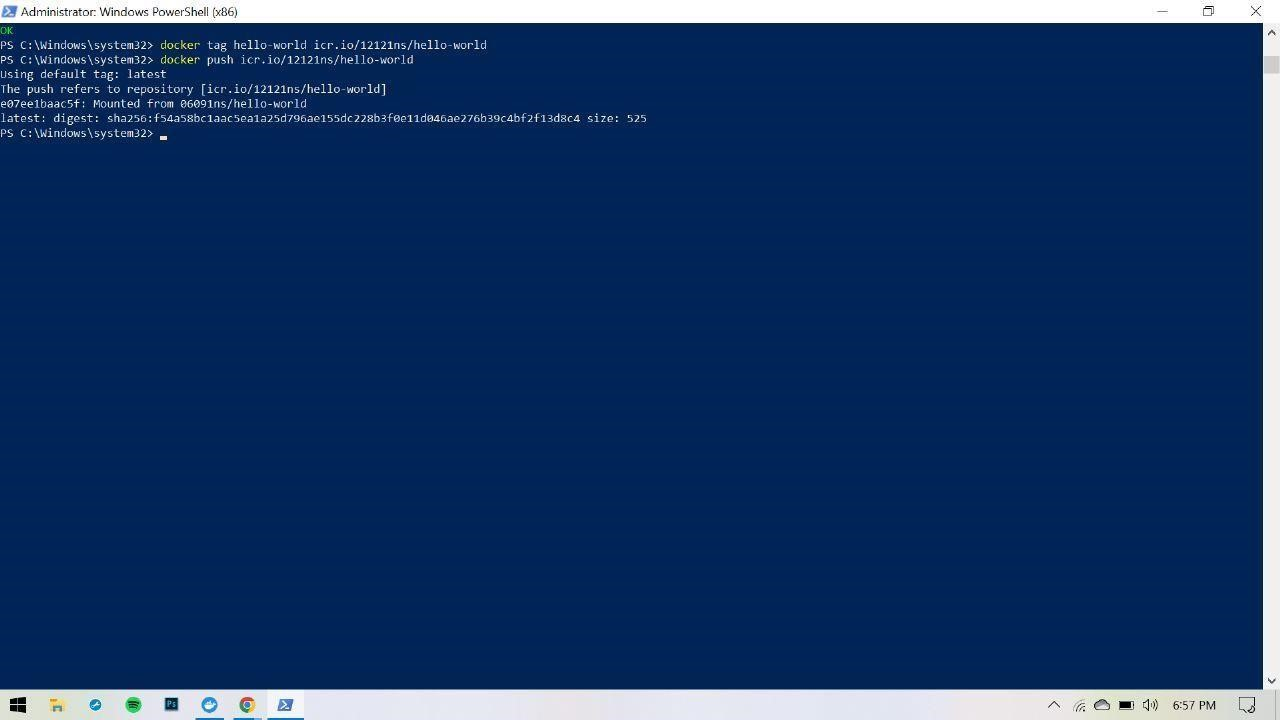 Administrator: Windows PowerShell (x86)
OK
PS C:\Windows\system32> docker tag hello-world icr.io/12121ns/hello-world
PS C:\Windows\system32> docker push icr.io/12121ns/hello-world
Using default tag: latest
The push refers to repository [icr.io/12121ns/hello-world]
e07ee1baac5f: Mounted from 06091ns/hello-world
latest: digest: sha256:f54a58bc1aac5ea1a25d796ae155dc228b3f0e11d046ae276b39c4bf2f13d8c4 size: 525
PS C:\Windows\system32>
Ps
6:57 PM